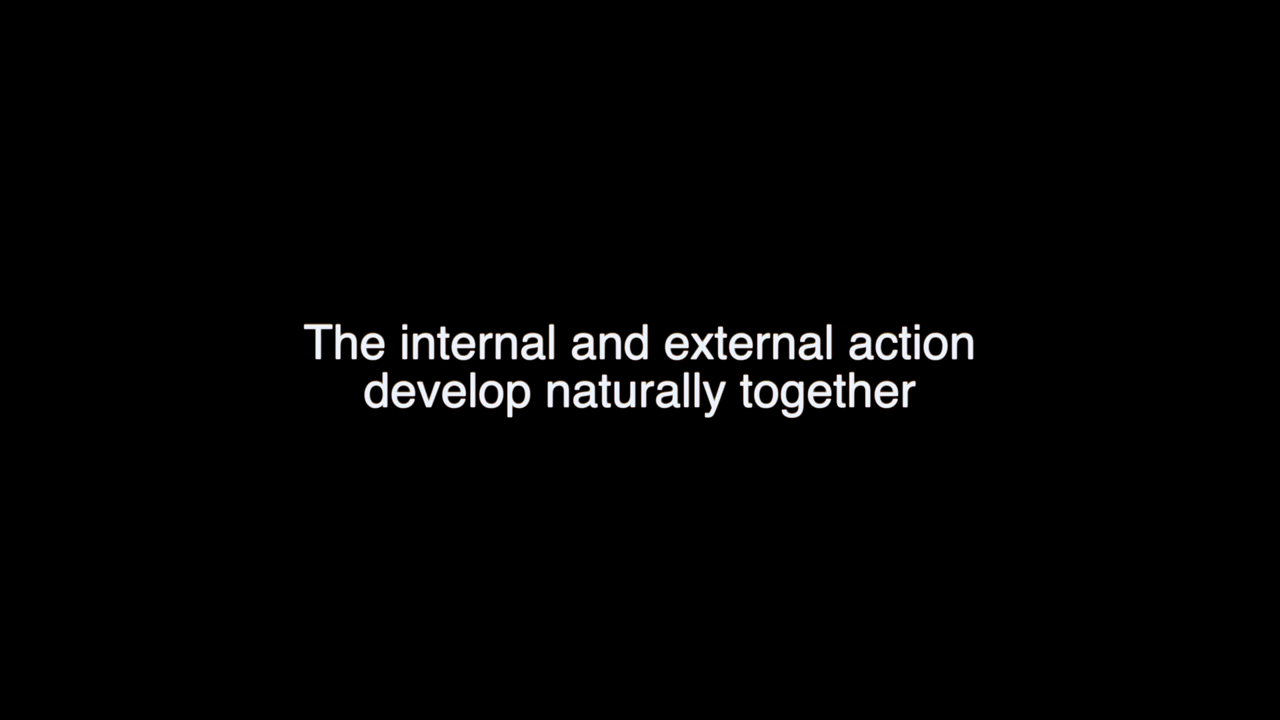 The internal and external action
develop naturally together